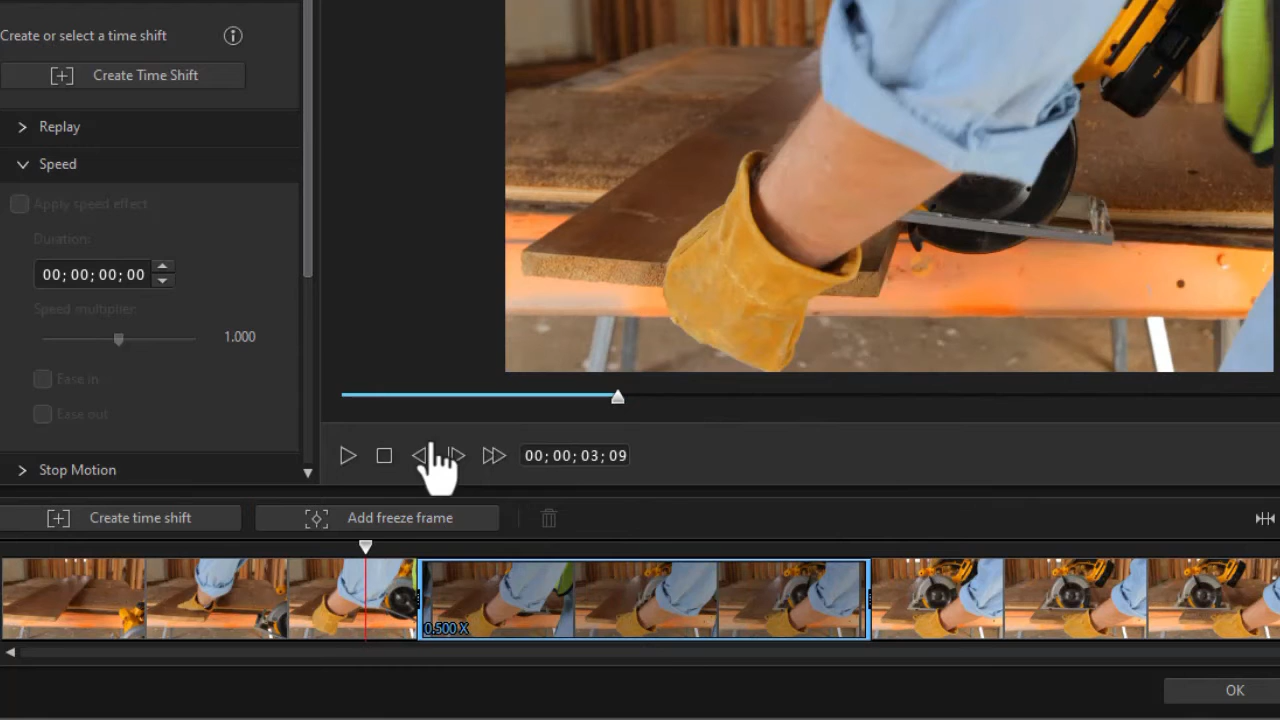 Create or select a time shift
Create Time Shift
Replay
Speed
Apply speed effect
Duration:
00; 00; 00; 00
Speed multiplier:
1.000
Ease in
Ease out
Stop Motion
00; 00; 03; 09
Create time shift
Add freeze frame
0.500 X
OK